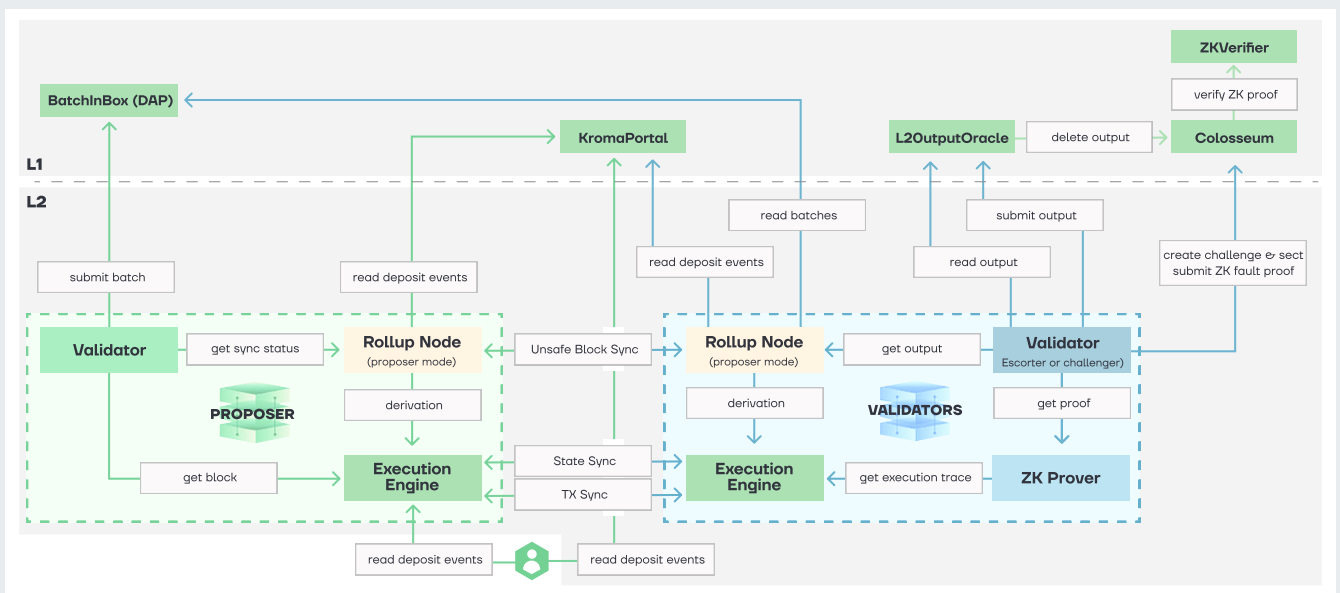 ZKVerifier
verify ZK proof
BatchInBox (DAP)
KromaPortal
L2OutputOracle
delete output
Colosseum
L1
L2
read batches
submit output
submit batch
read deposit events
read deposit events
read output
create challenge & sect
submit ZK fault proof
Validator
get sync status
Rollup Node
(proposer mode)
Unsafe Block Sync
Rollup Node
(proposer mode)
get output
Validator
Escorter or challenger)
PROPOSER
derivation
derivation
VALIDATORS
get proof
get block
Execution
Engine
State Sync
TX Sync
Execution
Engine
get execution trace
ZK Prover
read deposit events
read deposit events